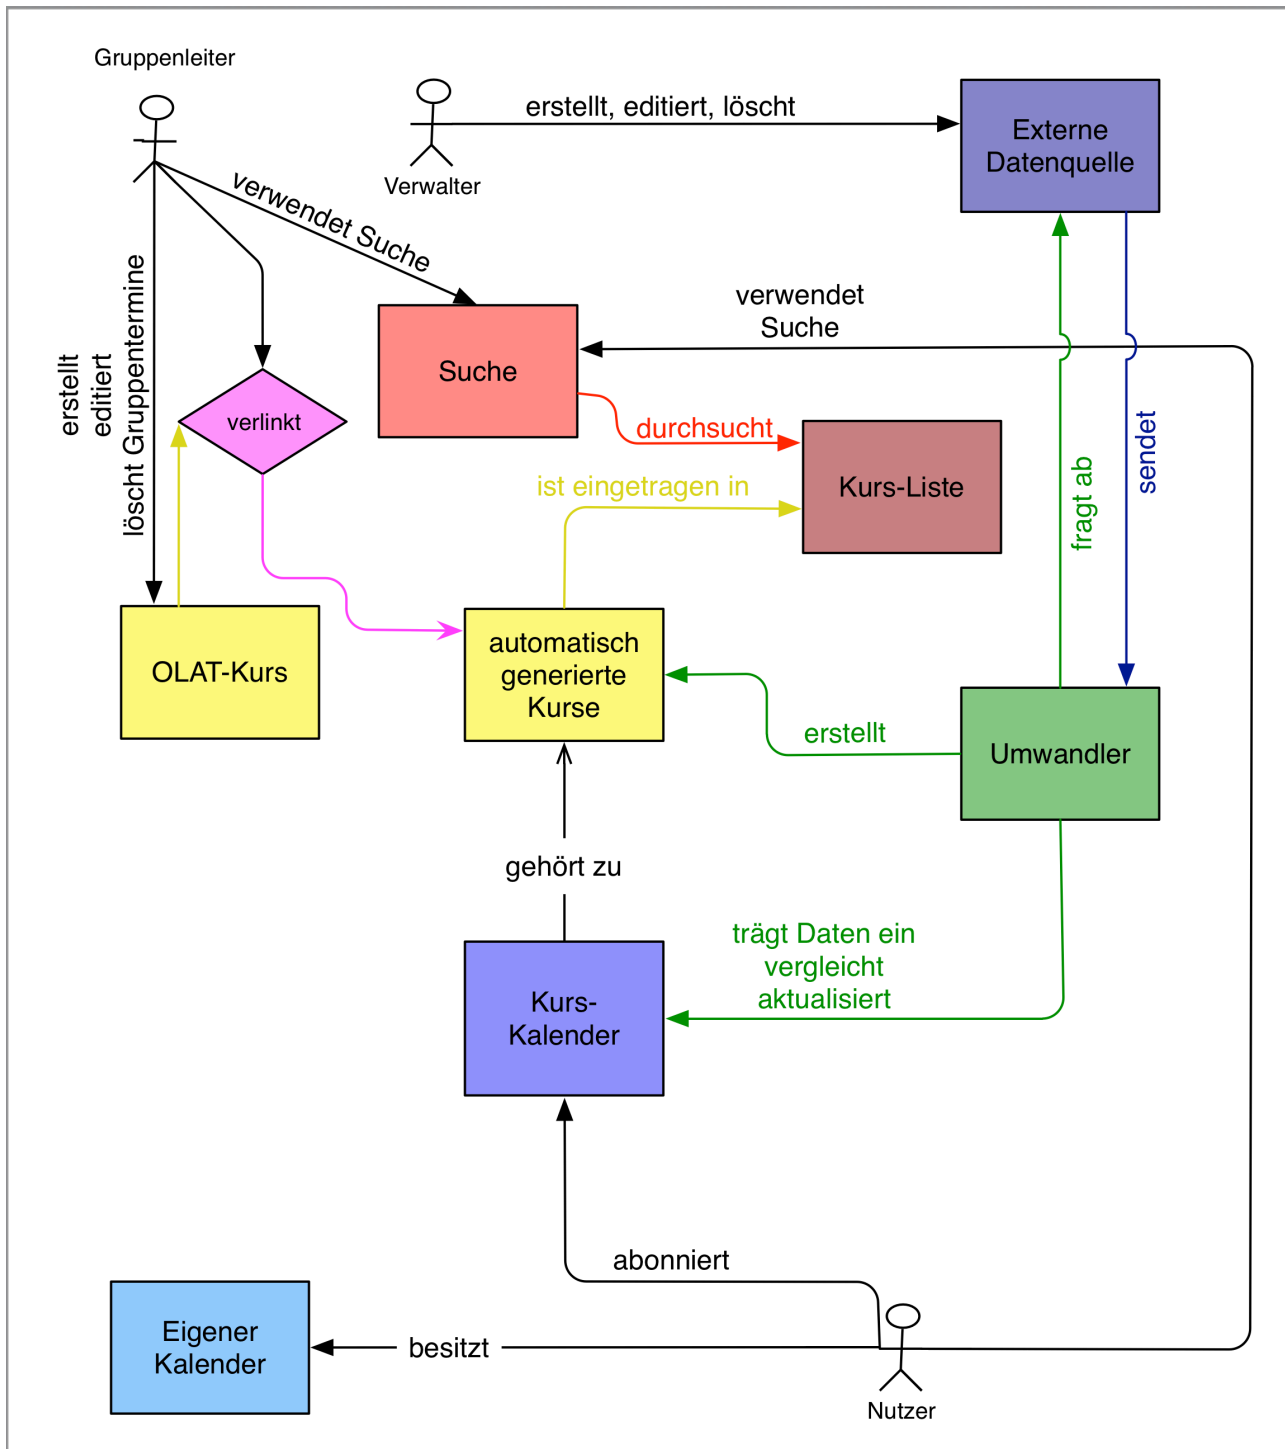 Gruppenleiter
erstellt, editiert, löscht
Externe
Datenquelle
Verwalter
verwendet Suche
erstellt
editiert
löscht Gruppentermine
verwendet
Suche
Suche
verlinkt
durchsucht
sendet
fragt ab
ist eingetragen in
Kurs-Liste
OLAT-Kurs
automatisch
generierte
Kurse
erstellt
Umwandler
gehört zu
trägt Daten ein
vergleicht
aktualisiert
Kurs-
Kalender
abonniert
Eigener
Kalender
besitzt
Nutzer